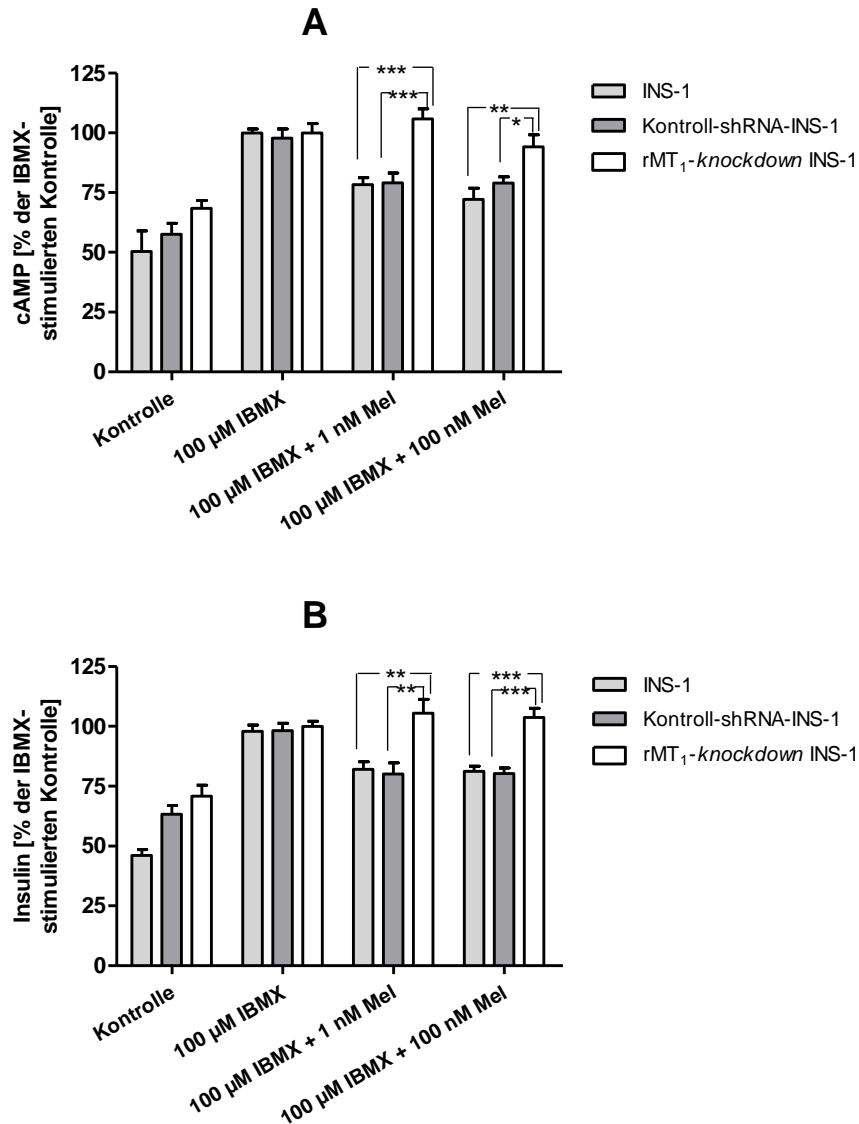 A
cAMP [% der IBMX-
stimulierten Kontrolle]
125
100
75
50
25
0
***
***
**
*
Kontrolle
100 µM IBMX
100 µM IBMX + 1 nM Mel
100 µM IBMX + 100 nM Mel
INS-1
Kontroll-shRNA-INS-1
rMT₁-knockdown INS-1
B
Insulin [% der IBMX-
stimulierten Kontrolle]
125
100
75
50
25
0
**
**
***
***
Kontrolle
100 µM IBMX
100 µM IBMX + 1 nM Mel
100 µM IBMX + 100 nM Mel
INS-1
Kontroll-shRNA-INS-1
rMT₁-knockdown INS-1